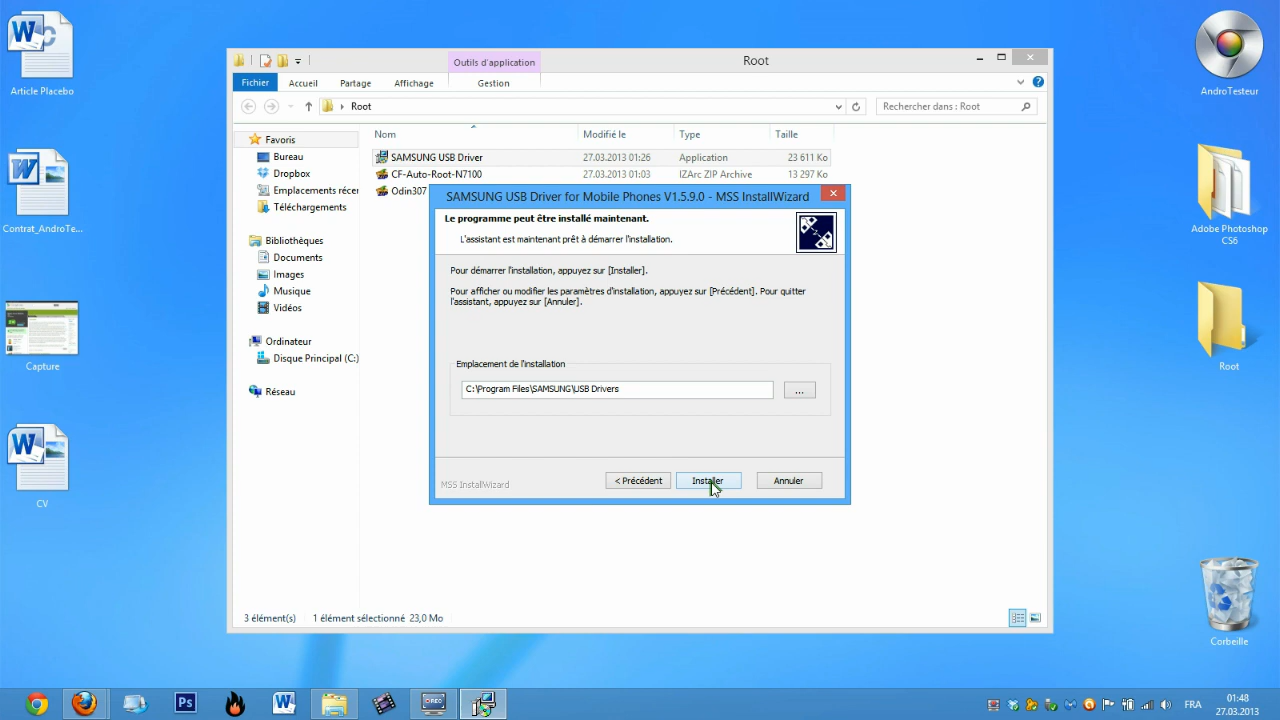 Article Placebo
Contrat_AndroTe...
Capture
CV
Outils d'application
Root
Fichier
Accueil
Partage
Affichage
Gestion
Root
Rechercher dans : Root
Favoris
Bureau
Dropbox
Emplacements récer
Téléchargements
Bibliothèques
Documents
Images
Musique
Vidéos
Ordinateur
Disque Principal (C:)
Réseau
Nom Modifié le Type Taille
SAMSUNG USB Driver 27.03.2013 01:26 Application 23 611 Ko
CF-Auto-Root-N7100 27.03.2013 01:03 IZArc ZIP Archive 13 297 Ko
Odin307
SAMSUNG USB Driver for Mobile Phones V1.5.9.0 - MSS InstallWizard
Le programme peut être installé maintenant.
L'assistant est maintenant prêt à démarrer l'installation.
Pour démarrer l'installation, appuyez sur [Installer].
Pour afficher ou modifier les paramètres d'installation, appuyez sur [Précédent]. Pour quitter
l'assistant, appuyez sur [Annuler].
Emplacement de l'installation
C:\Program Files\SAMSUNG\USB Drivers
...
MSS InstallWizard
< Précédent
Installer
Annuler
3 élément(s) 1 élément sélectionné 23,0 Mo
AndroTesteur
Adobe Photoshop
CS6
Root
Corbeille
Ps
REC
FRA
01:48
27.03.2013